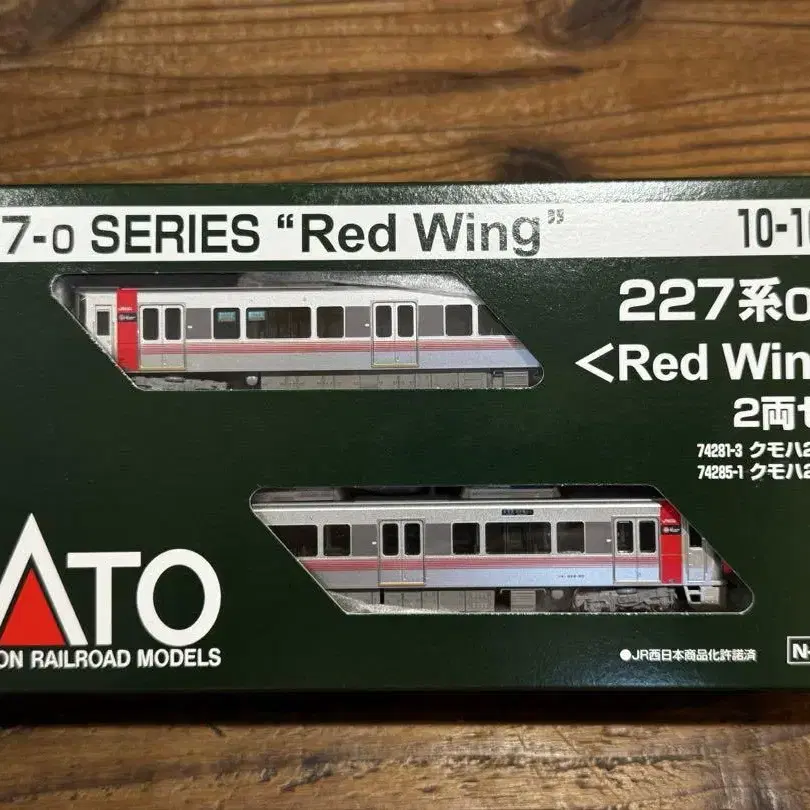 7-0 SERIES “Red Wing”
10-1
227系0
<Red Win
2両セ
74281-3 クモハ2
74285-1 クモハ2
ATO
ON RAILROAD MODELS
●JR西日本商品化許諾済
N-